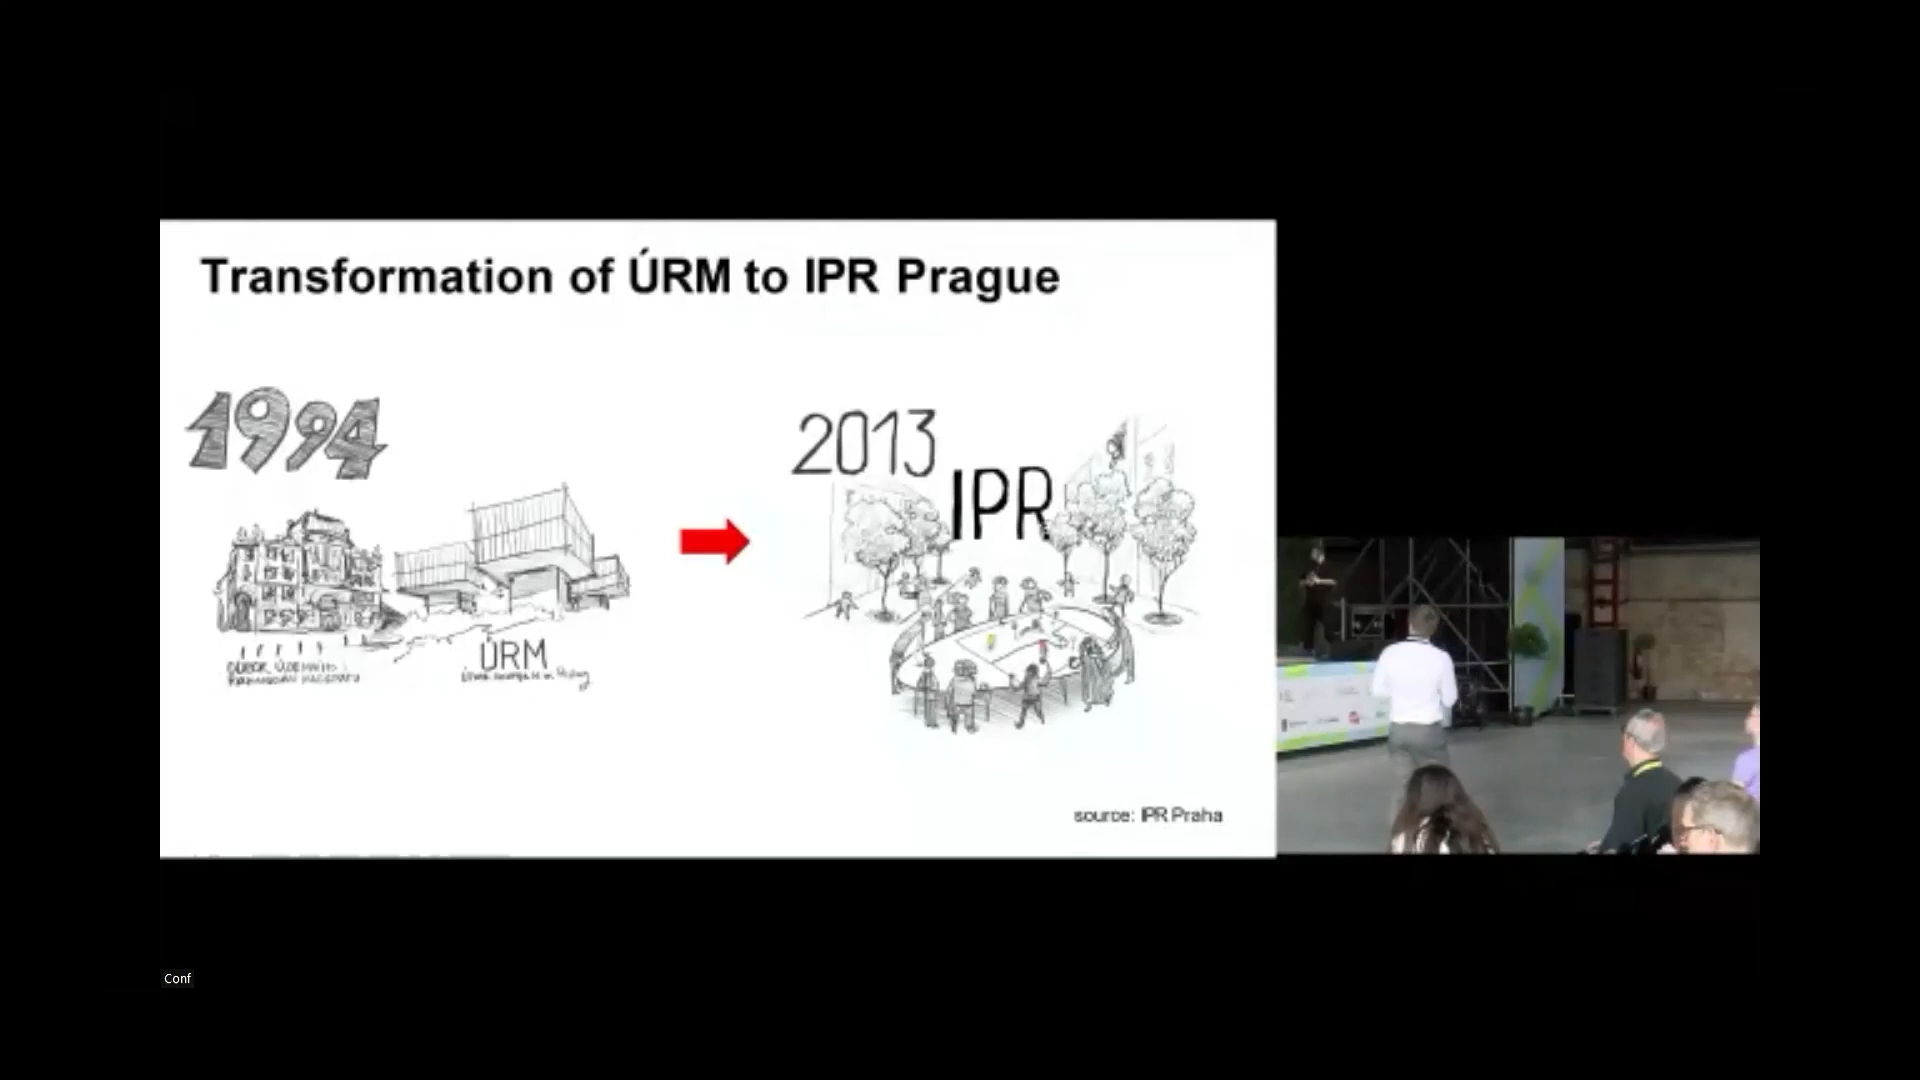 Transformation of ÚRM to IPR Prague
1994
2013
IPR
ÚRM
source: IPR Praha
Conf